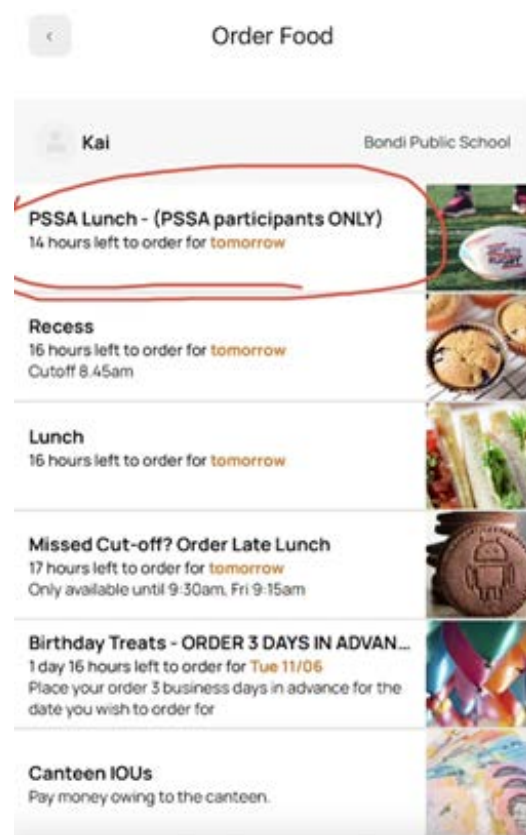 Order Food
Kai
Bondi Public School
PSSA Lunch - (PSSA participants ONLY)
14 hours left to order for tomorrow
Recess
16 hours left to order for tomorrow
Cutoff 8.45am
Lunch
16 hours left to order for tomorrow
Missed Cut-off? Order Late Lunch
17 hours left to order for tomorrow
Only available until 9:30am, Fri 9:15am
Birthday Treats - ORDER 3 DAYS IN ADVAN...
1 day 16 hours left to order for Tue 11/06
Place your order 3 business days in advance for the
date you wish to order for
Canteen IOUs
Pay money owing to the canteen.
RUGBY